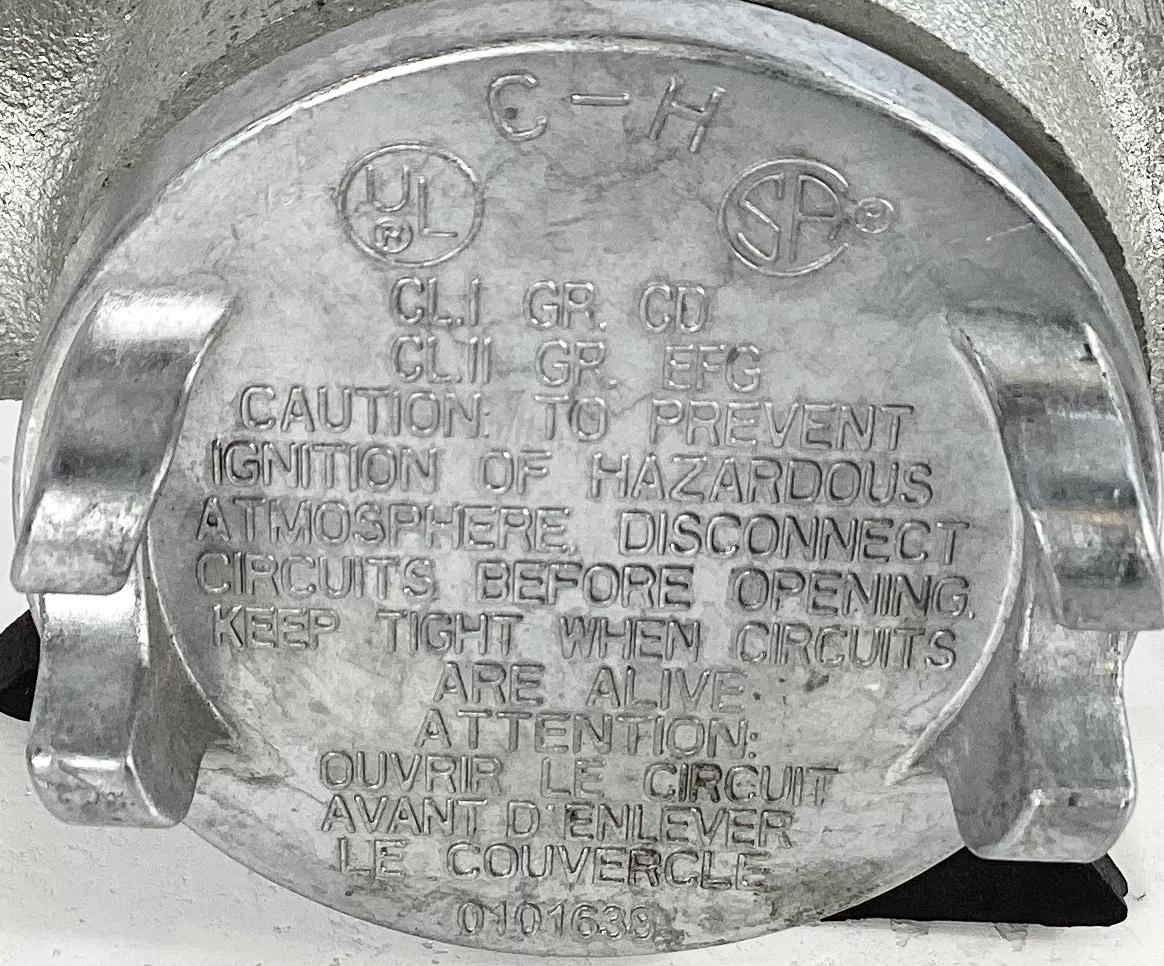 C-H
UL®
SA®
CL.I GR. CD
CL.II GR. EFG
CAUTION: TO PREVENT
IGNITION OF HAZARDOUS
ATMOSPHERE, DISCONNECT
CIRCUITS BEFORE OPENING.
KEEP TIGHT WHEN CIRCUITS
ARE ALIVE
ATTENTION:
OUVRIR LE CIRCUIT
AVANT D'ENLEVER
LE COUVERCLE
0101639